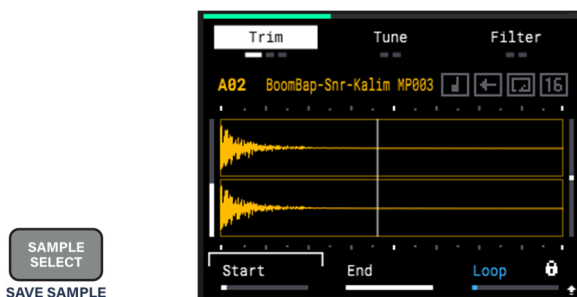 Trim Tune Filter
A02 BoomBap-Snr-Kalim MP003 16
SAMPLE
SELECT
SAVE SAMPLE
Start End Loop